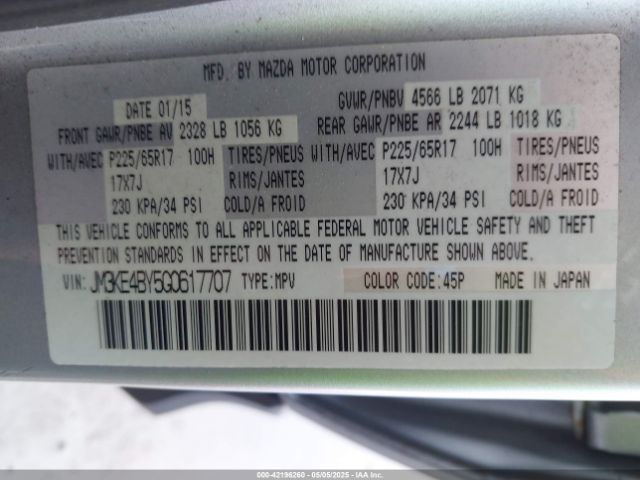 MFD. BY MAZDA MOTOR CORPORATION
DATE 01/15 GVWR/PNBV 4566 LB 2071 KG
FRONT GAWR/PNBE AV 2328 LB 1056 KG REAR GAWR/PNBE AR 2244 LB 1018 KG
WITH/AVEC P225/65R17 100H TIRES/PNEUS WITH/AVEC P225/65R17 100H TIRES/PNEUS
17X7J RIMS/JANTES 17X7J RIMS/JANTES
230 KPA/34 PSI COLD/A FROID 230 KPA/34 PSI COLD/A FROID
THIS VEHICLE CONFORMS TO ALL APPLICABLE FEDERAL MOTOR VEHICLE SAFETY AND THEFT
PREVENTION STANDARDS IN EFFECT ON THE DATE OF MANUFACTURE SHOWN ABOVE.
VIN: JM3KE4BY5G0617707 TYPE:MPV COLOR CODE:45P MADE IN JAPAN
000-42196260 - 05/05/2025 - IAA Inc.